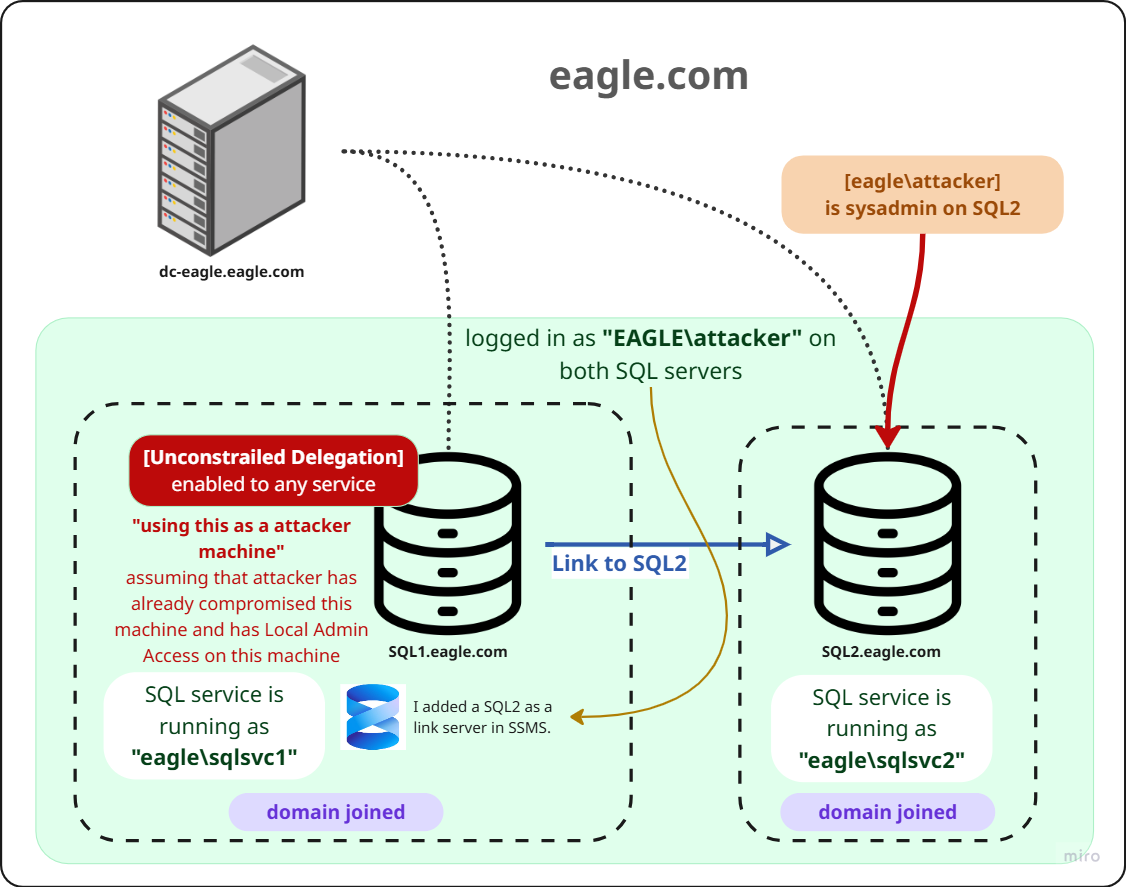 eagle.com
dc-eagle.eagle.com
[eagle\attacker]
is sysadmin on SQL2
logged in as "EAGLE\attacker" on
both SQL servers
[Unconstrailed Delegation]
enabled to any service
"using this as a attacker
machine"
assuming that attacker has
already compromised this
machine and has Local Admin
Access on this machine
Link to SQL2
SQL1.eagle.com
SQL2.eagle.com
SQL service is
running as
"eagle\sqlsvc1"
I added a SQL2 as a
link server in SSMS.
SQL service is
running as
"eagle\sqlsvc2"
domain joined
domain joined
miro